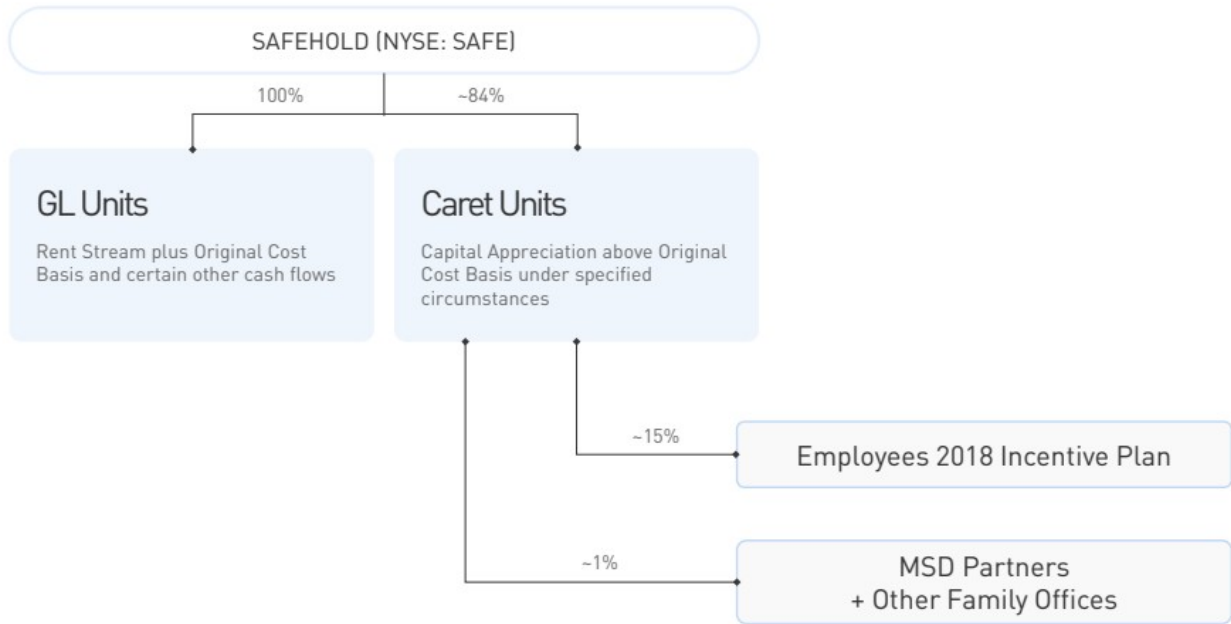 SAFEHOLD (NYSE: SAFE)
100%
~84%
GL Units
Rent Stream plus Original Cost
Basis and certain other cash flows
Caret Units
Capital Appreciation above Original
Cost Basis under specified
circumstances
~15%
Employees 2018 Incentive Plan
~1%
MSD Partners
+ Other Family Offices